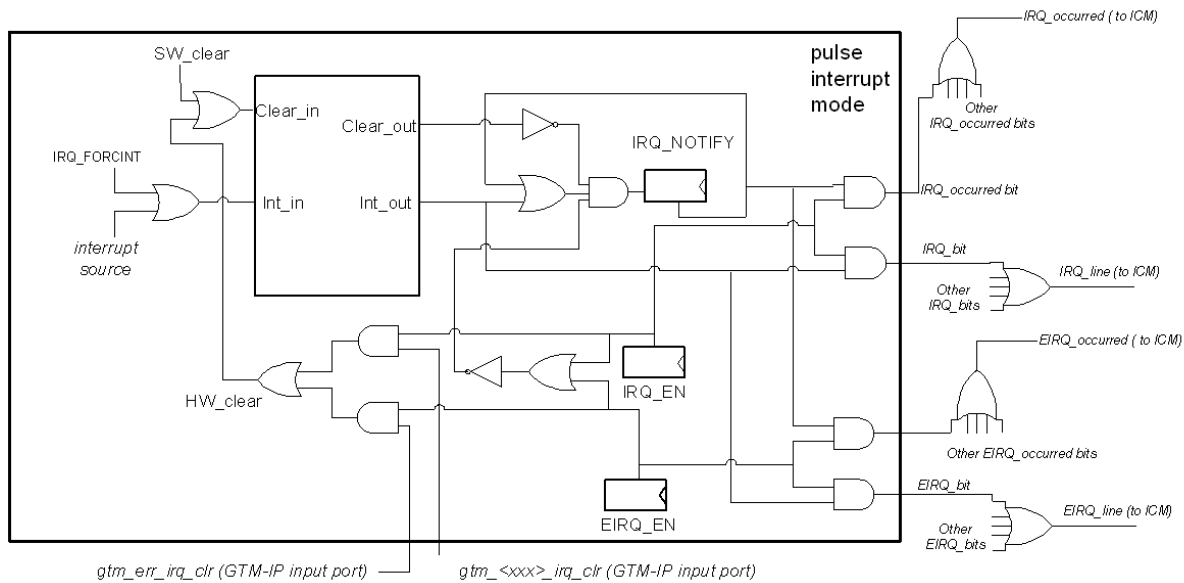 IRQ_occurred ( to ICM)
SW_clear
pulse
interrupt
mode
Clear_in
Other
IRQ_occurred bits
Clear_out
IRQ_NOTIFY
IRQ_FORCINT
IRQ_occurred bit
Int_in
Int_out
interrupt
source
IRQ_bit
IRQ_line (to ICM)
Other
IRQ_bits
EIRQ_occurred ( to ICM)
IRQ_EN
HW_clear
Other EIRQ_occurred bits
EIRQ_bit
EIRQ_EN
EIRQ_line (to ICM)
Other
EIRQ_bits
gtm_err_irq_clr (GTM-IP input port)
gtm_<xxx>_irq_clr (GTM-IP input port)